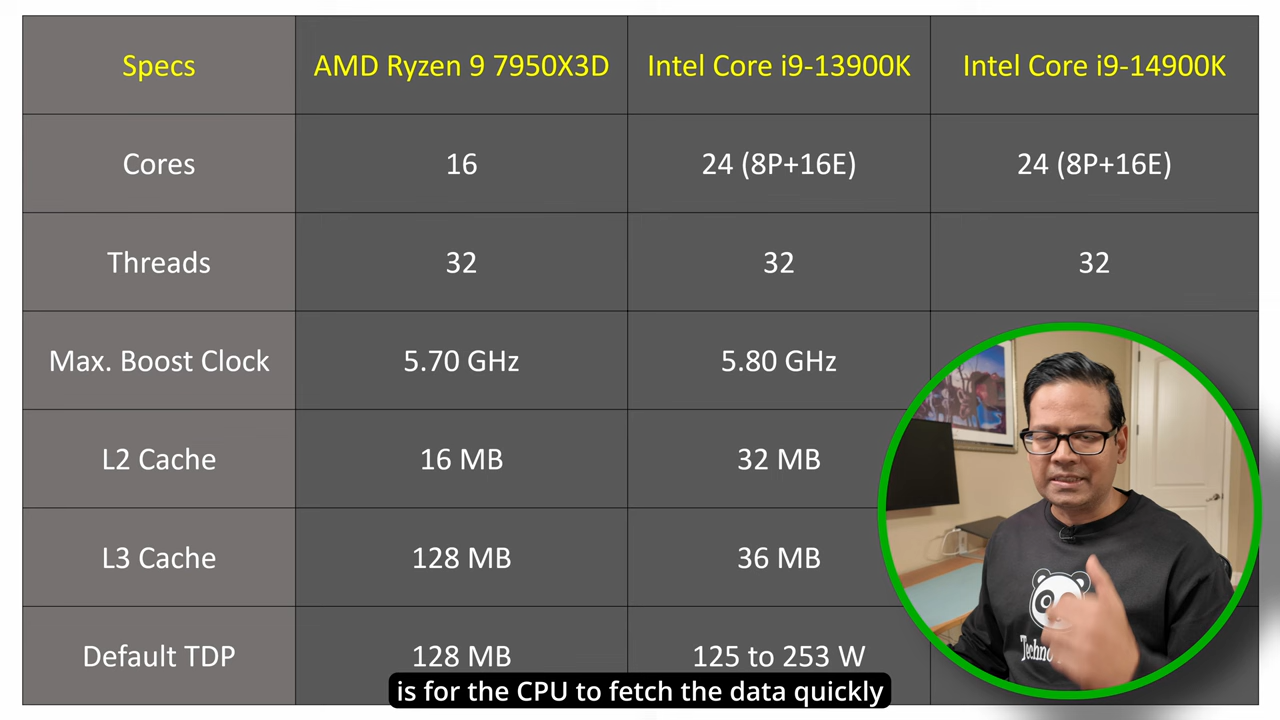 Specs AMD Ryzen 9 7950X3D Intel Core i9-13900K Intel Core i9-14900K
Cores 16 24 (8P+16E) 24 (8P+16E)
Threads 32 32 32
Max. Boost Clock 5.70 GHz 5.80 GHz
L2 Cache 16 MB 32 MB
L3 Cache 128 MB 36 MB
Default TDP 128 MB 125 to 253 W
Techno
is for the CPU to fetch the data quickly